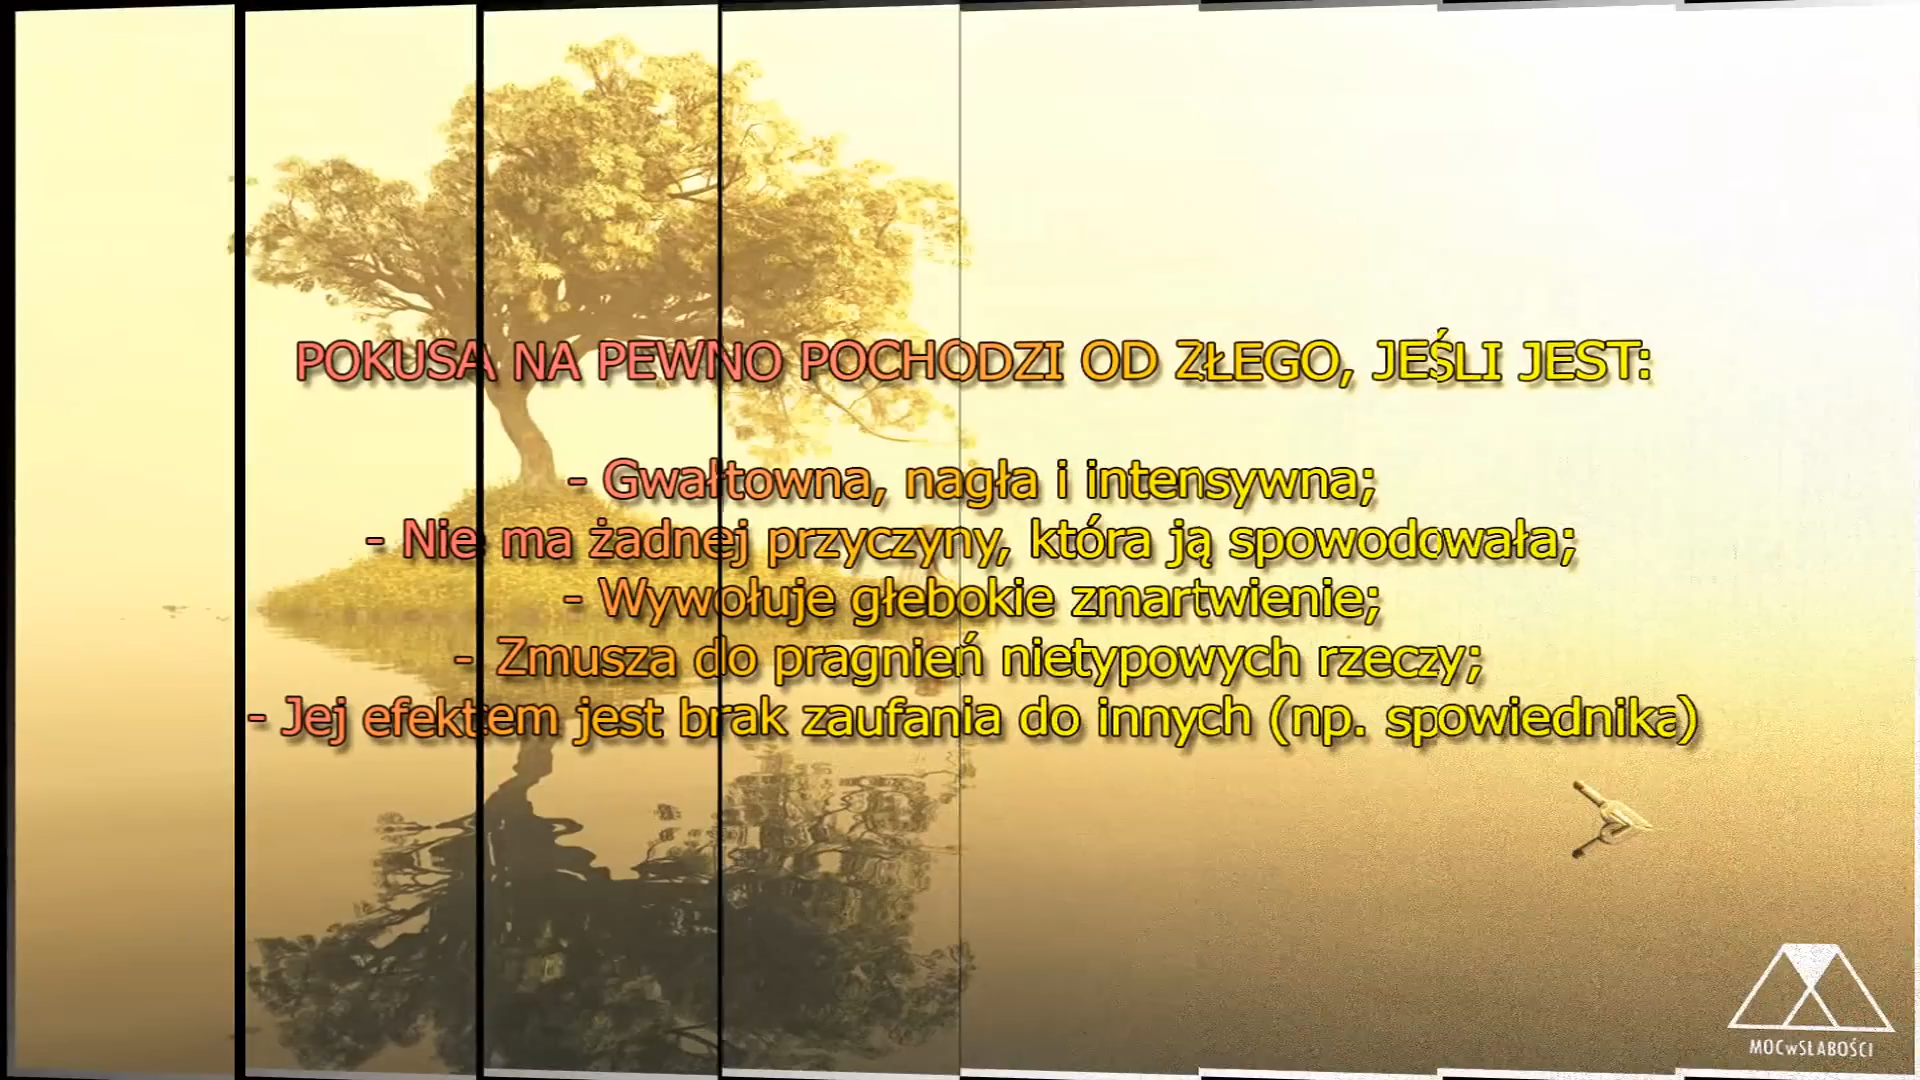 POKUSA NA PEWNO POCHODZI OD ZŁEGO, JEŚLI JEST:
- Gwałtowna, nagła i intensywna;
- Nie ma żadnej przyczyny, która ją spowodowała;
- Wywołuje głebokie zmartwienie;
- Zmusza do pragnień nietypowych rzeczy;
- Jej efektem jest brak zaufania do innych (np. spowiednika)
MOCwSŁABOŚCI